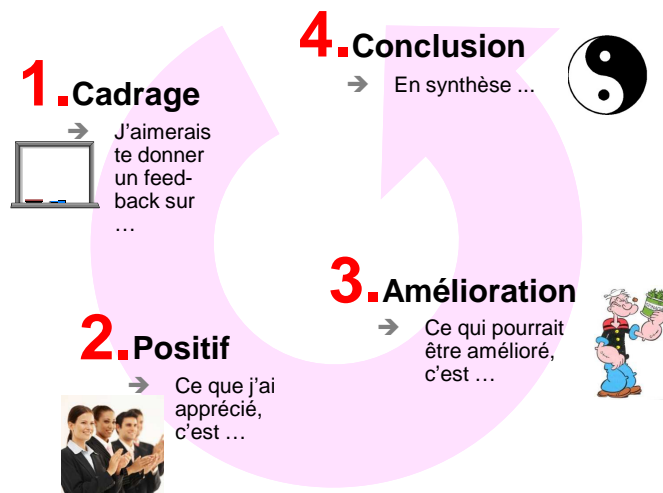 1.Cadrage
➔ J’aimerais
te donner
un feed-
back sur
…
2.Positif
➔ Ce que j’ai
apprécié,
c’est …
3.Amélioration
➔ Ce qui pourrait
être amélioré,
c’est …
4.Conclusion
➔ En synthèse ...